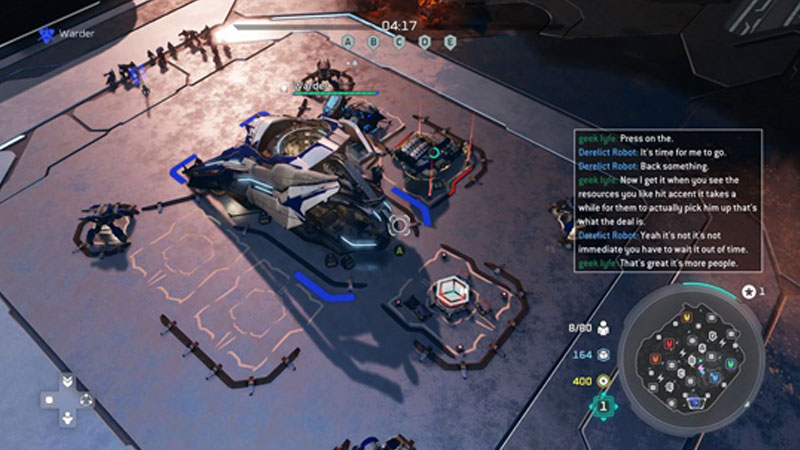 Warder
04:17
A B C D E
Warder
geek lyfe: Press on the.
Derelict Robot: It's time for me to go.
Derelict Robot: Back something.
geek lyfe: Now I get it when you see the
resources you like hit accent it takes a
while for them to actually pick him up that's
what the deal is.
Derelict Robot: Yeah it's not it's not
immediate you have to wait it out of time.
geek lyfe: That's great it's more people.
A
1
8/80
164
400
1